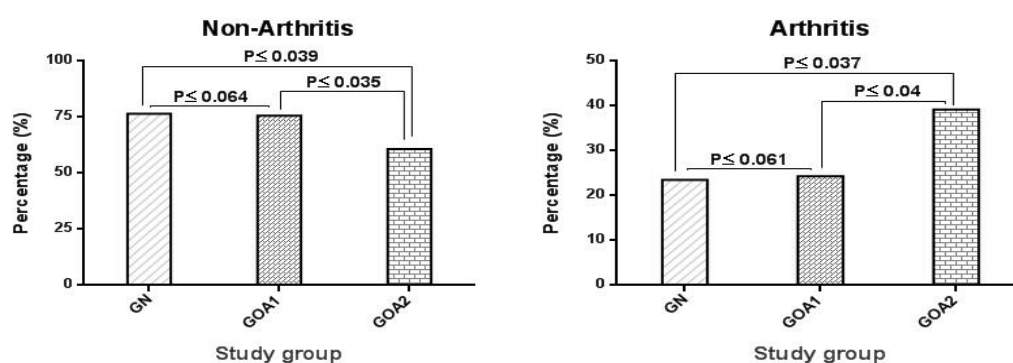 Non-Arthritis
100
75
50
25
0
Percentage (%)
P≤ 0.039
P≤ 0.064
P≤ 0.035
GN
GOA1
GOA2
Study group
Arthritis
50
40
30
20
10
0
Percentage (%)
P≤ 0.037
P≤ 0.04
P≤ 0.061
GN
GOA1
GOA2
Study group